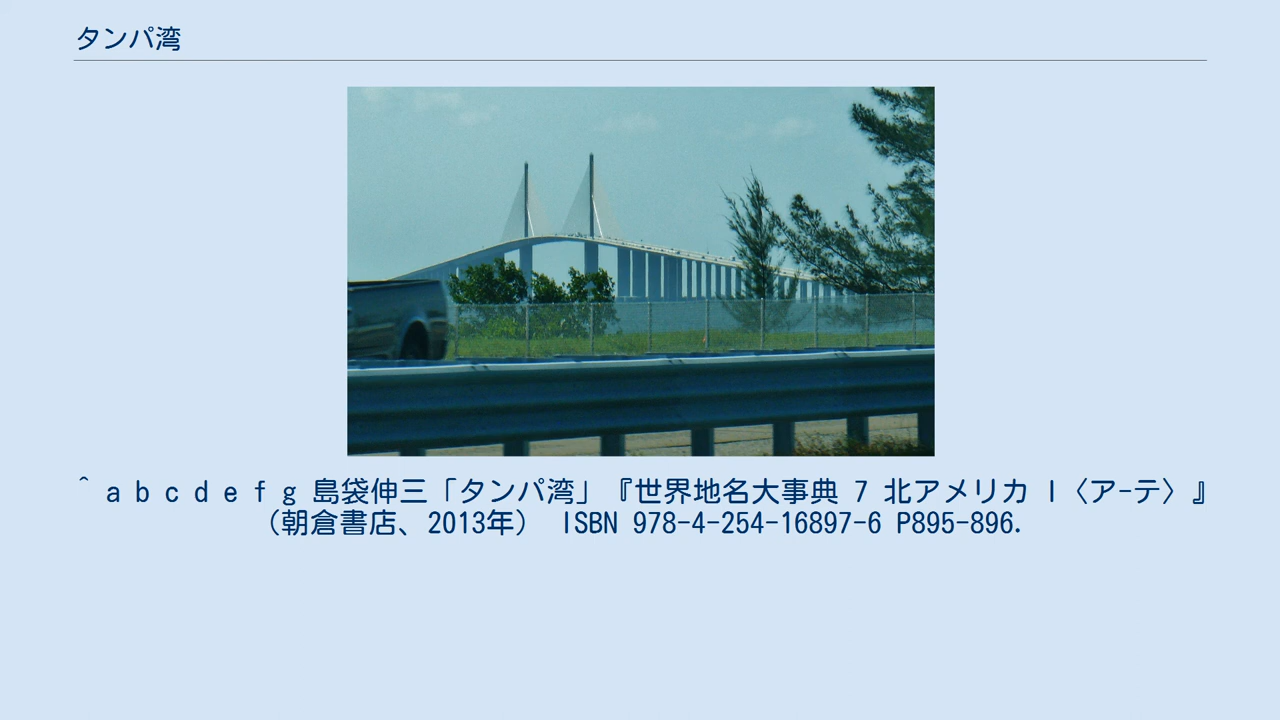 タンパ湾
^ a b c d e f g 島袋伸三「タンパ湾」『世界地名大事典 7 北アメリカ I〈ア-テ〉』
（朝倉書店、2013年） ISBN 978-4-254-16897-6 P895-896.